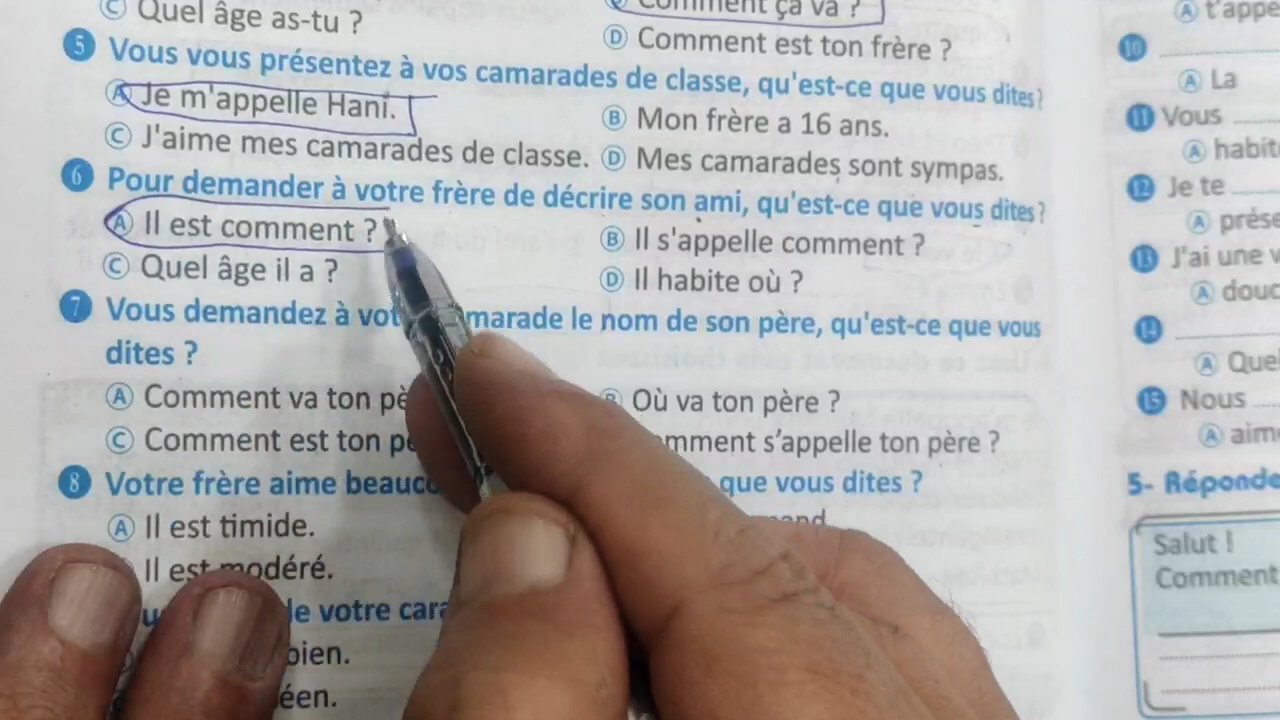 C Quel âge as-tu ?
Comment ça va ?
D Comment est ton frère ?
5 Vous vous présentez à vos camarades de classe, qu'est-ce que vous dites ?
A Je m'appelle Hani.
B Mon frère a 16 ans.
C J'aime mes camarades de classe.
D Mes camarades sont sympas.
6 Pour demander à votre frère de décrire son ami, qu'est-ce que vous dites ?
A Il est comment ?
B Il s'appelle comment ?
C Quel âge il a ?
D Il habite où ?
7 Vous demandez à vot marade le nom de son père, qu'est-ce que vous
dites ?
A Comment va ton pè
B Où va ton père ?
C Comment est ton p
mment s'appelle ton père ?
8 Votre frère aime beauc que vous dites ?
A Il est timide.
mand
Il est modéré.
le votre cara
bien.
éen.
A t'appe
10
A La
11 Vous
A habit
12 Je te
A prése
13 J'ai une v
A douc
14
A Que
15 Nous
A aim
5- Réponde
Salut !
Comment